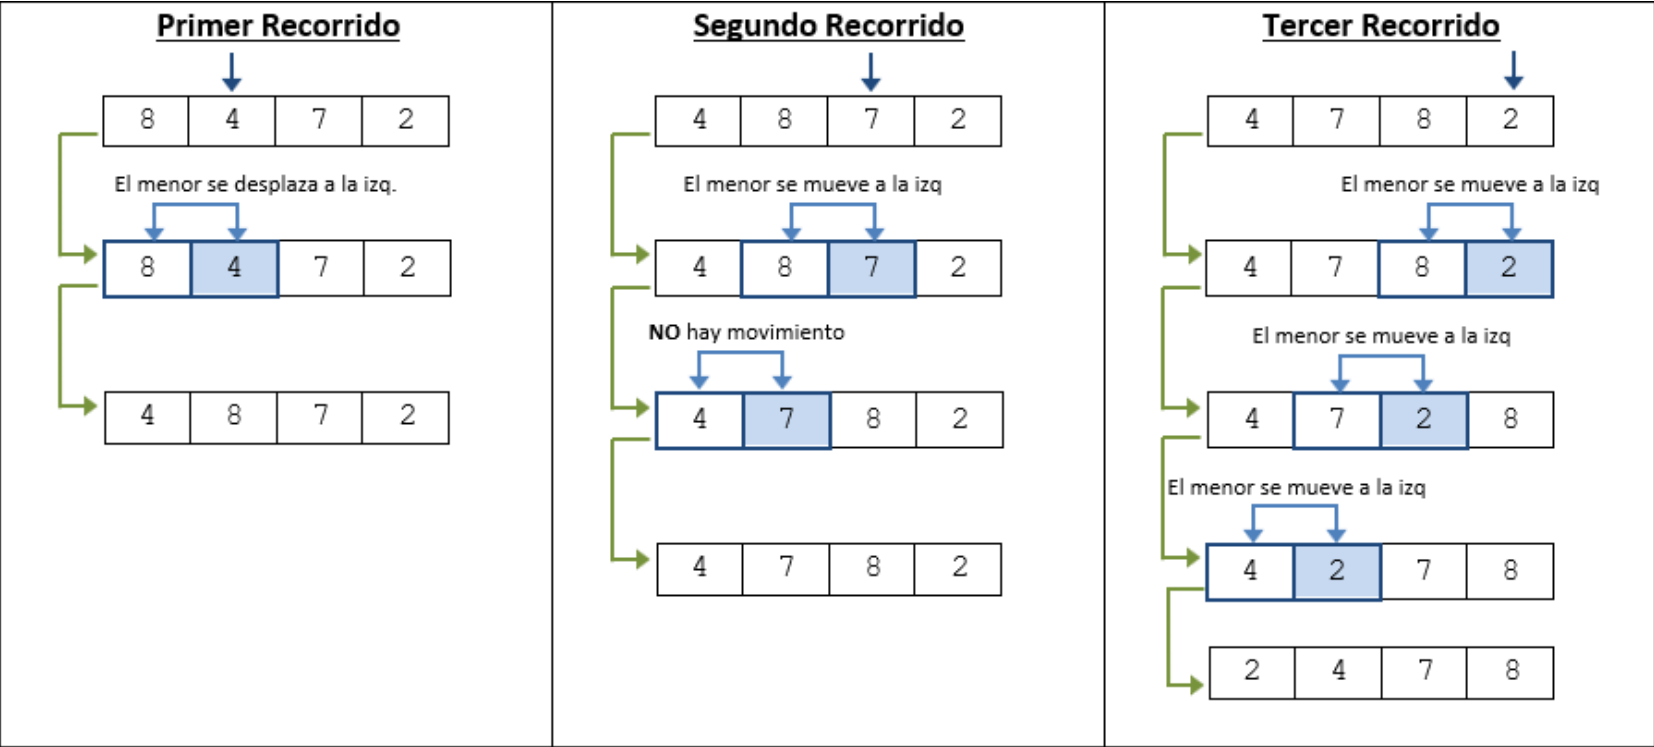 Primer Recorrido
8 4 7 2
El menor se desplaza a la izq.
8 4 7 2
4 8 7 2
Segundo Recorrido
4 8 7 2
El menor se mueve a la izq
4 8 7 2
NO hay movimiento
4 7 8 2
4 7 8 2
Tercer Recorrido
4 7 8 2
El menor se mueve a la izq
4 7 8 2
El menor se mueve a la izq
4 7 2 8
El menor se mueve a la izq
4 2 7 8
2 4 7 8